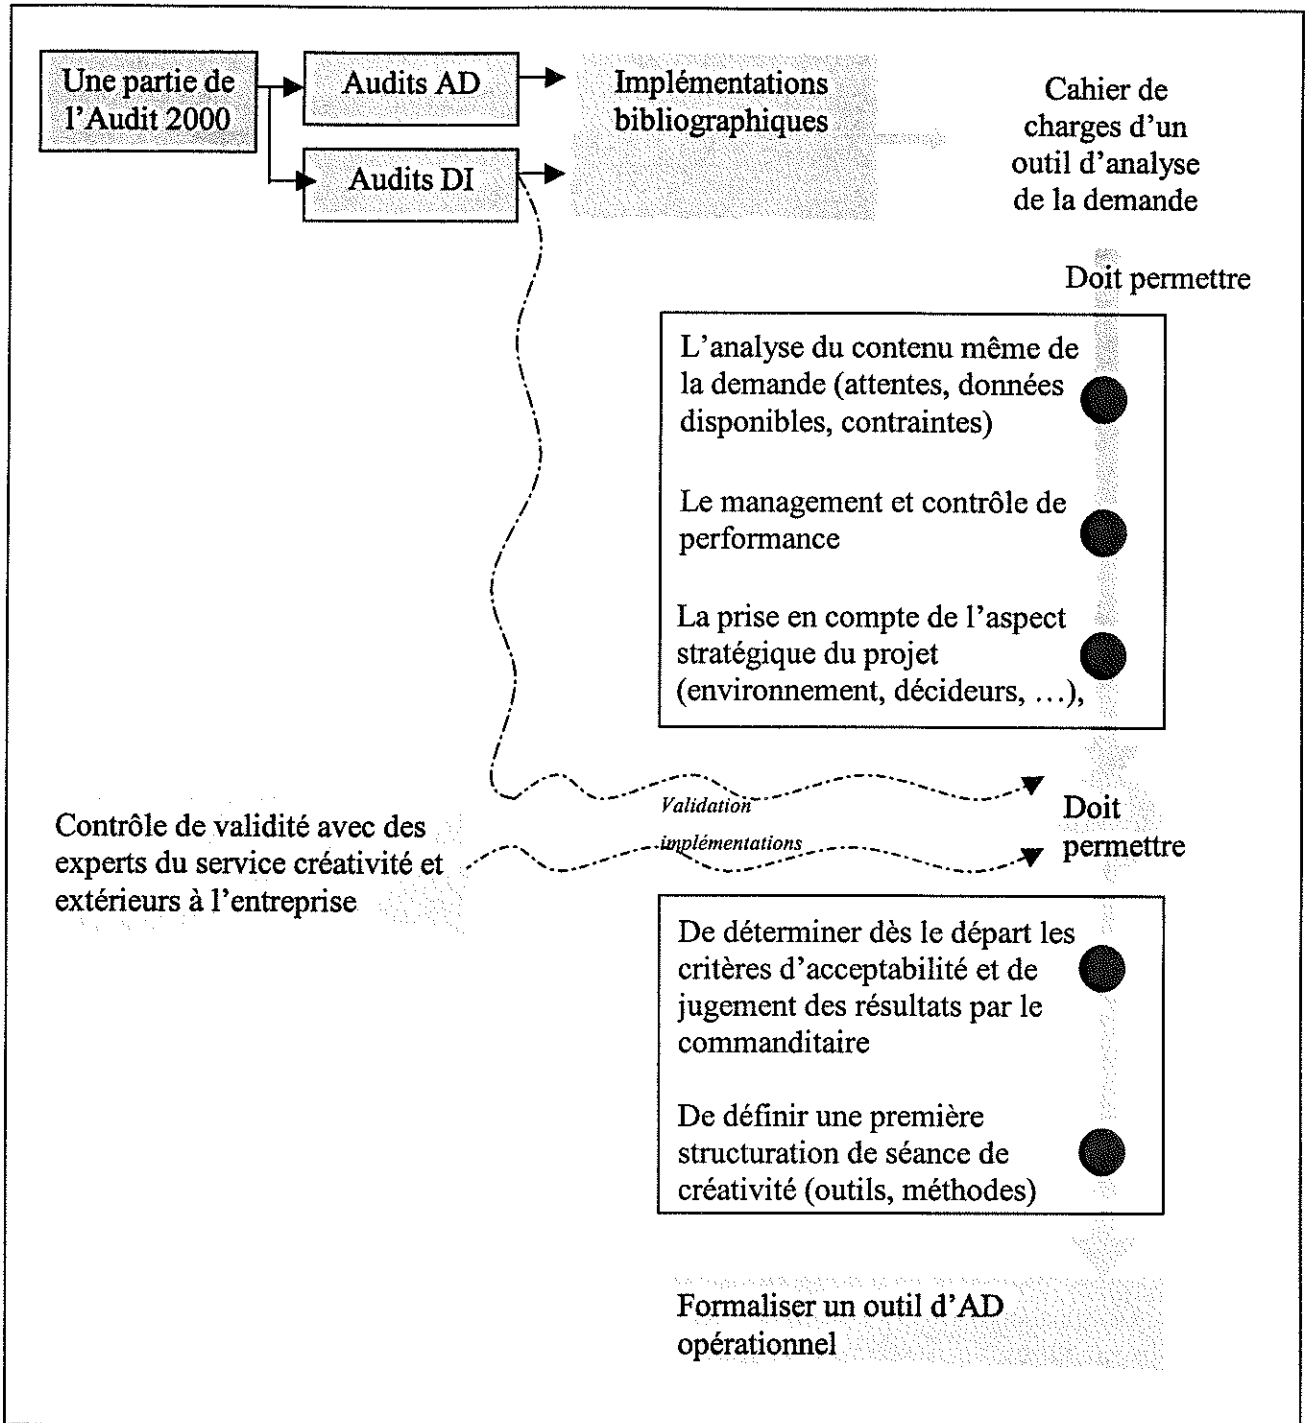 Une partie de
l'Audit 2000
Audits AD
Audits DI
Implémentations
bibliographiques
Cahier de
charges d'un
outil d'analyse
de la demande
Doit permettre
L'analyse du contenu même de
la demande (attentes, données
disponibles, contraintes)
Le management et contrôle de
performance
La prise en compte de l'aspect
stratégique du projet
(environnement, décideurs, …),
Validation
implémentations
Doit
permettre
Contrôle de validité avec des
experts du service créativité et
extérieurs à l'entreprise
De déterminer dès le départ les
critères d'acceptabilité et de
jugement des résultats par le
commanditaire
De définir une première
structuration de séance de
créativité (outils, méthodes)
Formaliser un outil d'AD
opérationnel